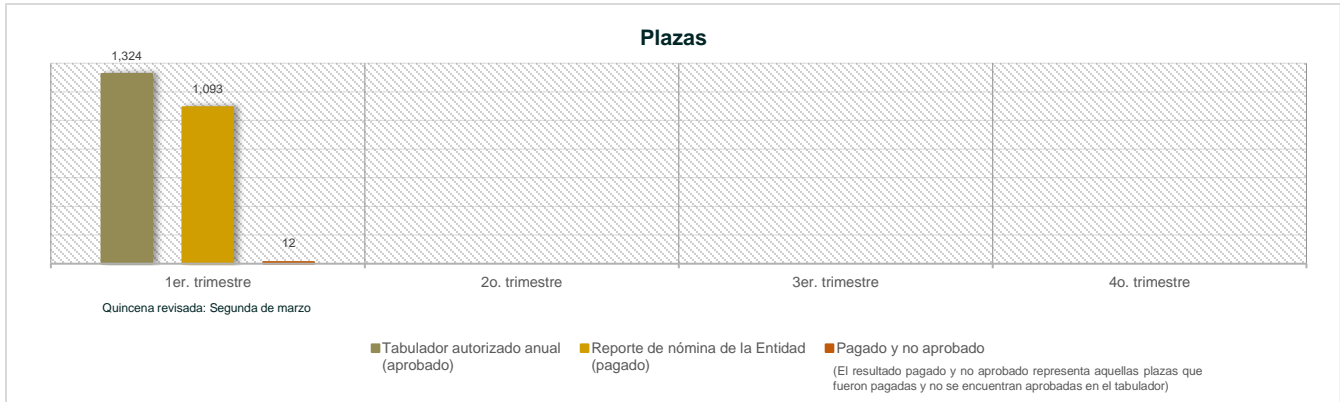 Plazas
1,324
1,093
12
1er. trimestre
2o. trimestre
3er. trimestre
4o. trimestre
Quincena revisada: Segunda de marzo
Tabulador autorizado anual
(aprobado)
Reporte de nómina de la Entidad
(pagado)
Pagado y no aprobado
(El resultado pagado y no aprobado representa aquellas plazas que
fueron pagadas y no se encuentran aprobadas en el tabulador)